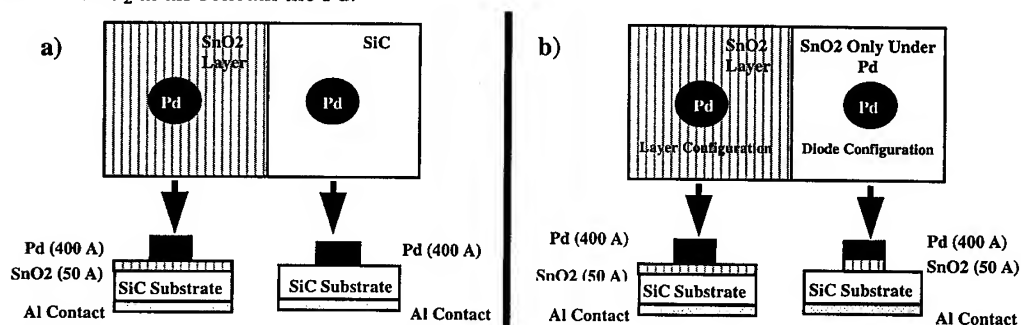 a)
SnO2
Layer
SiC
Pd
Pd
Pd (400 A)
SnO2 (50 A)
SiC Substrate
Al Contact
Pd (400 A)
SiC Substrate
Al Contact
b)
SnO2
Layer
SnO2 Only Under
Pd
Pd
Pd
Layer Configuration
Diode Configuration
Pd (400 A)
SnO2 (50 A)
SiC Substrate
Al Contact
Pd (400 A)
SnO2 (50 A)
SiC Substrate
Al Contact